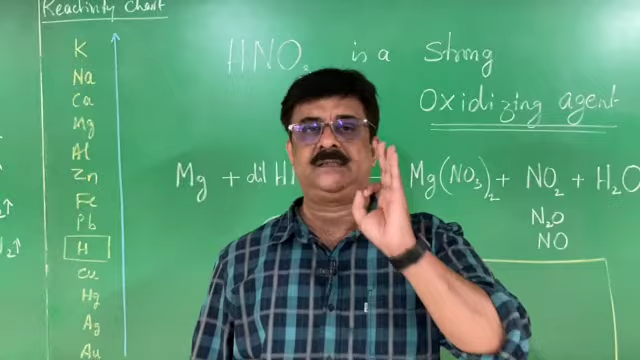 Reactivity Chart
K
Na
Ca
Mg
Al
Zn
Fe
Pb
H
Cu
Hg
Ag
Au
HNO₃ is a Strong
Oxidizing agent
Mg + dil
Mg(NO₃)₂ + NO₂ + H₂O
N₂O
NO